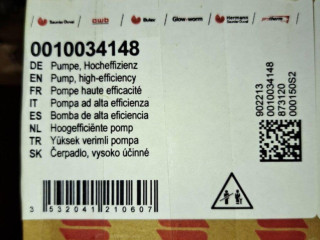 Saunier Duval
awb
Bulex
Glow-worm
Hermann
Saunier Duval
0010034148
DE Pumpe, Hocheffizienz
EN Pump, high-efficiency
FR Pompe haute efficacité
IT Pompa ad alta efficienza
ES Bomba de alta eficiencia
NL Hoogefficiënte pomp
TR Yüksek verimli pompa
SK Čerpadlo, vysoko účinné
902213
0010034148
873120
000150S2
3 532041 210607